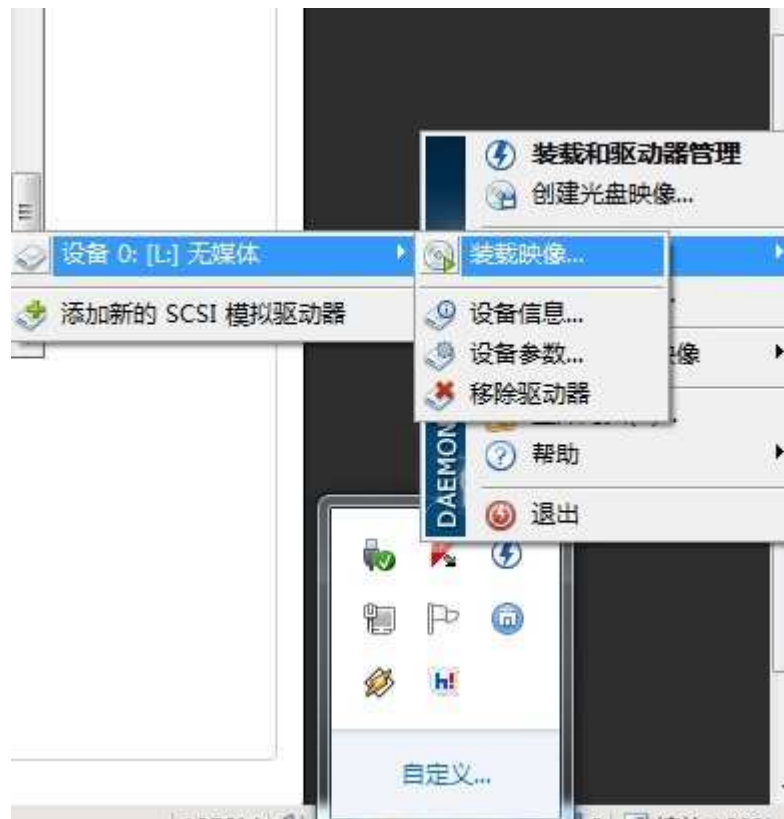 装载和驱动器管理
创建光盘映像...
设备 0: [L:] 无媒体
装载映像...
添加新的 SCSI 模拟驱动器
设备信息...
设备参数...
像
移除驱动器
DAEMON
帮助
退出
h!
自定义...